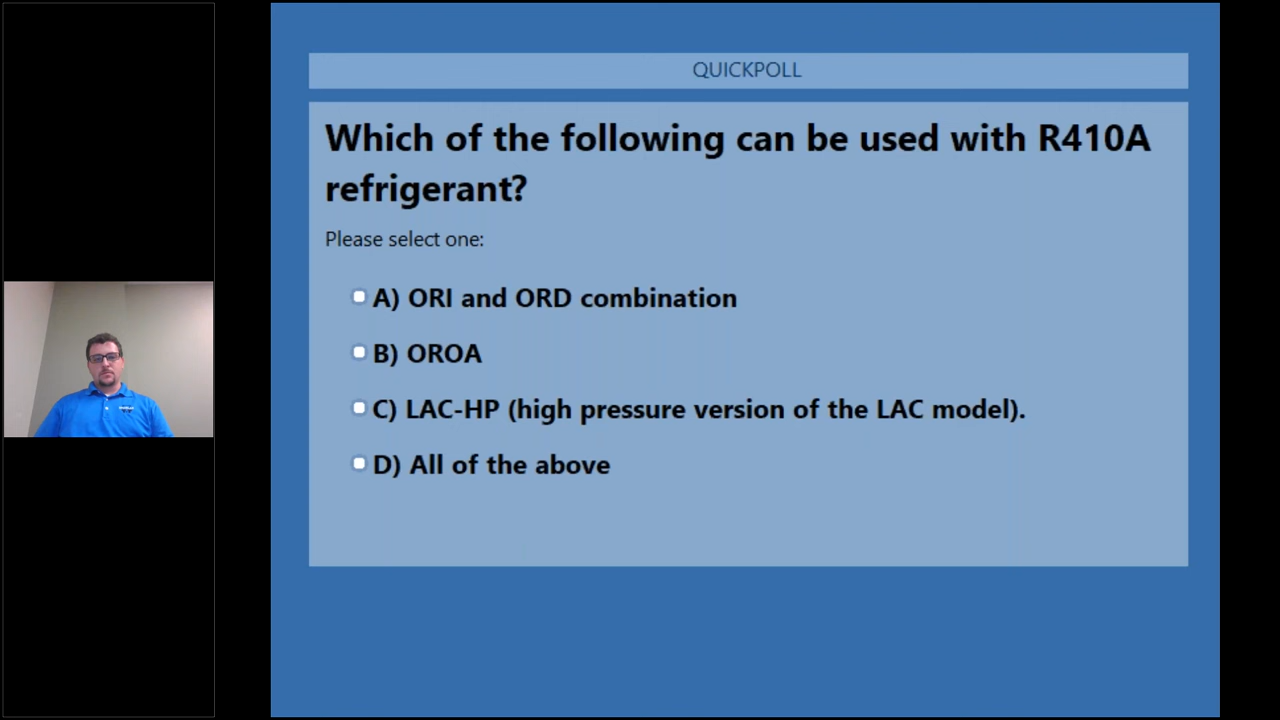 QUICKPOLL
Which of the following can be used with R410A
refrigerant?
Please select one:
A) ORI and ORD combination
B) OROA
C) LAC-HP (high pressure version of the LAC model).
D) All of the above